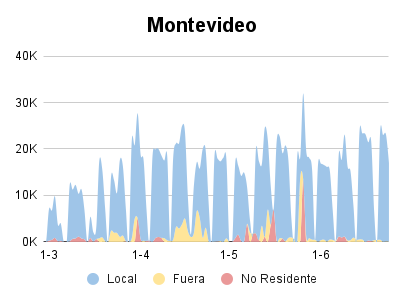 Montevideo
40K
30K
20K
10K
0K
1-3 1-4 1-5 1-6
Local Fuera No Residente